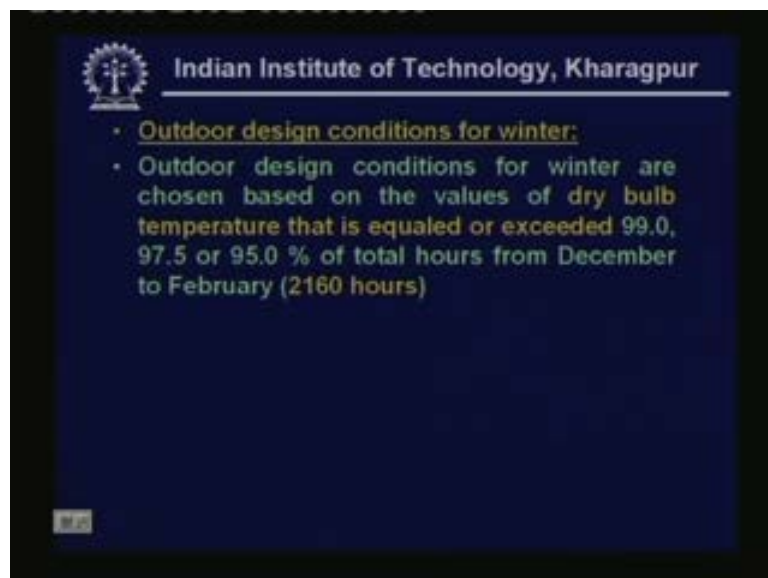 Indian Institute of Technology, Kharagpur
• Outdoor design conditions for winter:
• Outdoor design conditions for winter are
chosen based on the values of dry bulb
temperature that is equaled or exceeded 99.0,
97.5 or 95.0 % of total hours from December
to February (2160 hours)